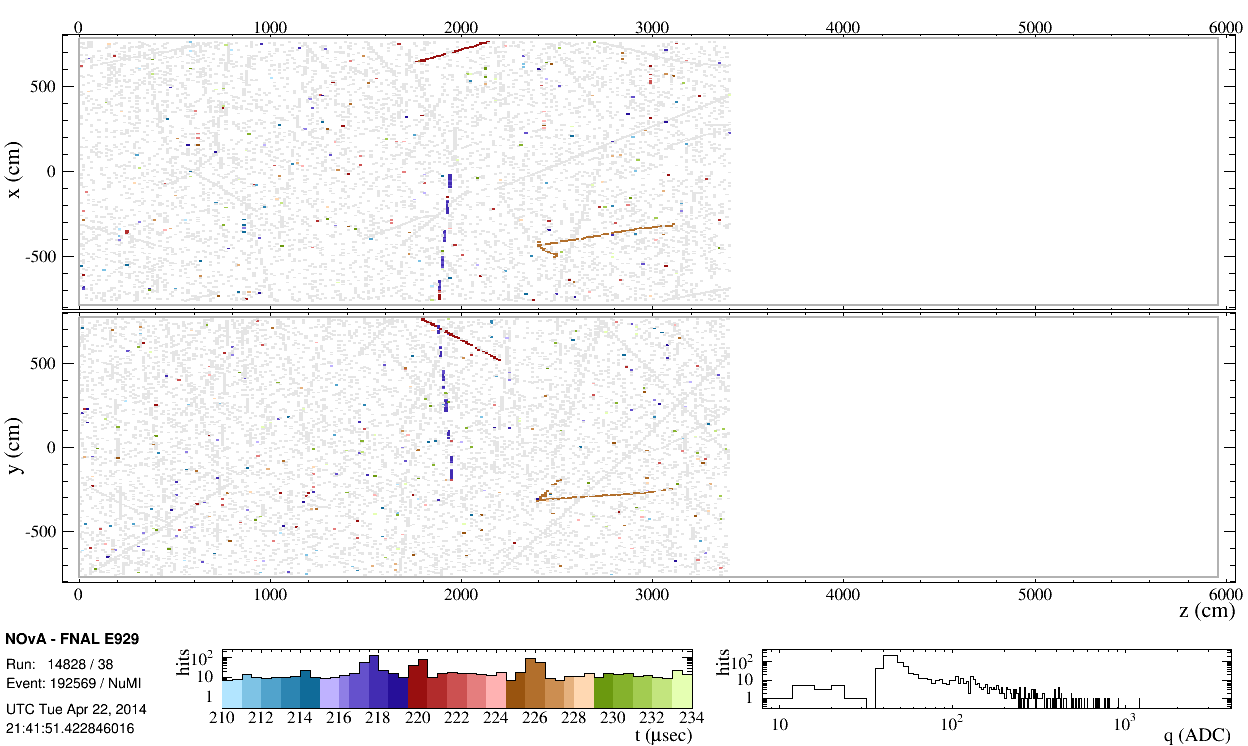 0 1000 2000 3000 4000 5000 6000
x (cm)
500
0
-500
y (cm)
500
0
-500
0 1000 2000 3000 4000 5000 6000
z (cm)
NOvA - FNAL E929
Run: 14828 / 38
Event: 192569 / NuMI
UTC Tue Apr 22, 2014
21:41:51.422846016
hits
10²
10
1
210 212 214 216 218 220 222 224 226 228 230 232 234
t (μsec)
hits
10²
10
1
10 10² 10³
q (ADC)